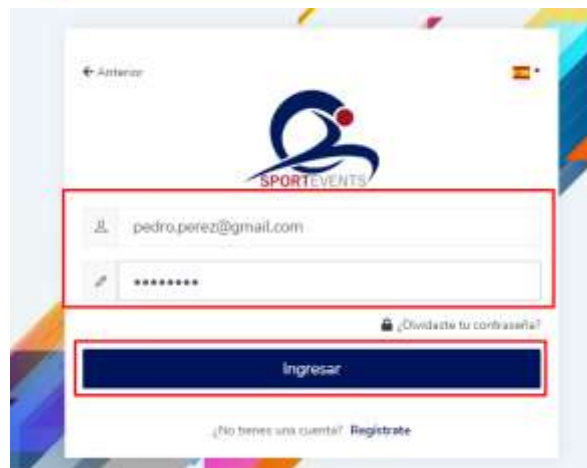 ← Anterior
SPORTEVENTS
pedro.perez@gmail.com
••••••••
¿Olvidaste tu contraseña?
Ingresar
¿No tienes una cuenta? Regístrate